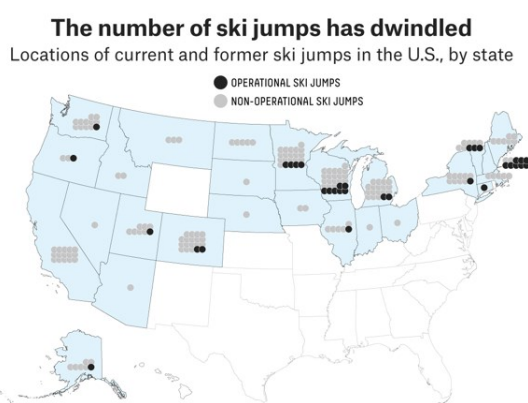 The number of ski jumps has dwindled
Locations of current and former ski jumps in the U.S., by state
OPERATIONAL SKI JUMPS
NON-OPERATIONAL SKI JUMPS